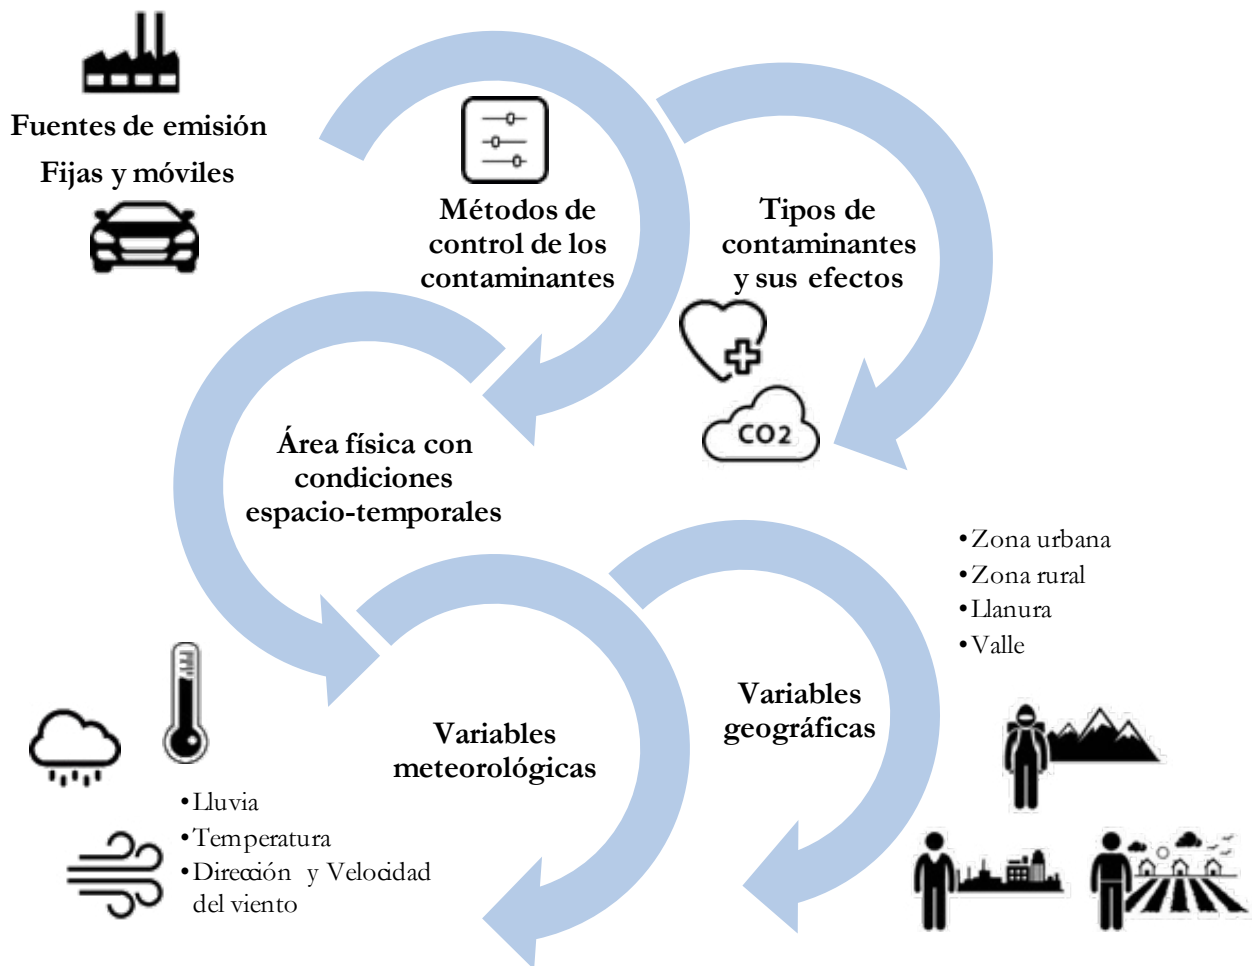 Fuentes de emisión
Fijas y móviles
Métodos de
control de los
contaminantes
Tipos de
contaminantes
y sus efectos
CO2
Área física con
condiciones
espacio-temporales
• Zona urbana
• Zona rural
• Llanura
• Valle
Variables
geográficas
Variables
meteorológicas
• Lluvia
• Temperatura
• Dirección y Velocidad
del viento